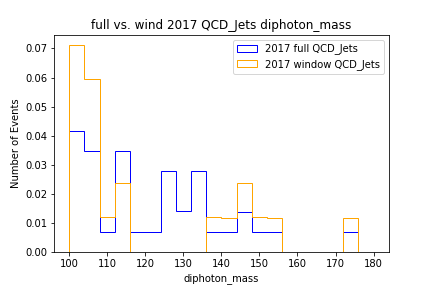 full vs. wind 2017 QCD_Jets diphoton_mass
2017 full QCD_Jets
2017 window QCD_Jets
Number of Events
0.07
0.06
0.05
0.04
0.03
0.02
0.01
0.00
100 110 120 130 140 150 160 170 180
diphoton_mass